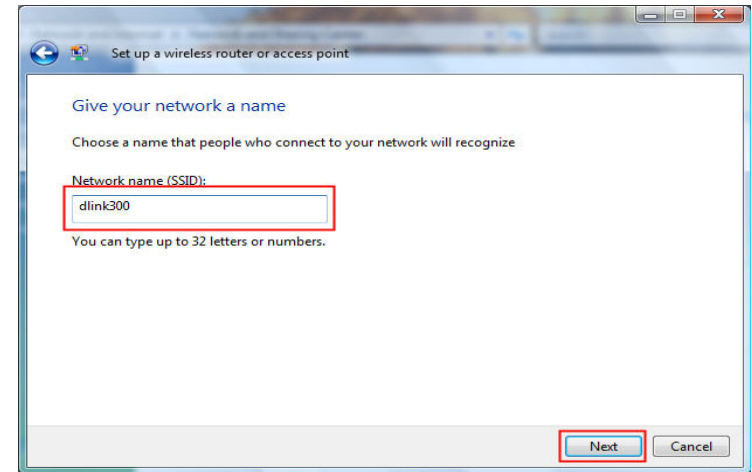 Set up a wireless router or access point
Give your network a name
Choose a name that people who connect to your network will recognize
Network name (SSID):
dlink300
You can type up to 32 letters or numbers.
Next Cancel